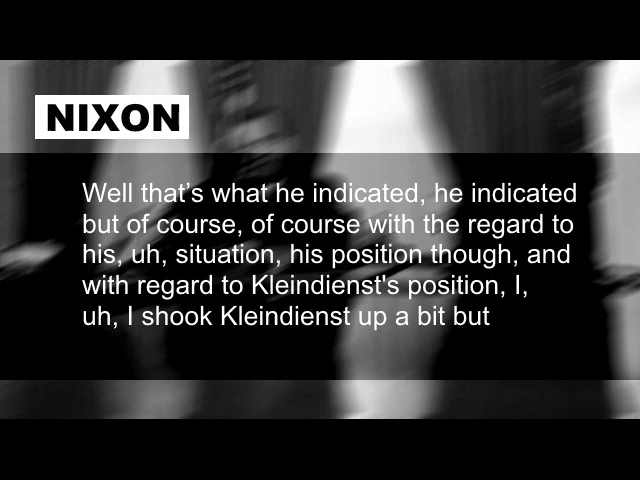 NIXON
Well that’s what he indicated, he indicated
but of course, of course with the regard to
his, uh, situation, his position though, and
with regard to Kleindienst's position, I,
uh, I shook Kleindienst up a bit but